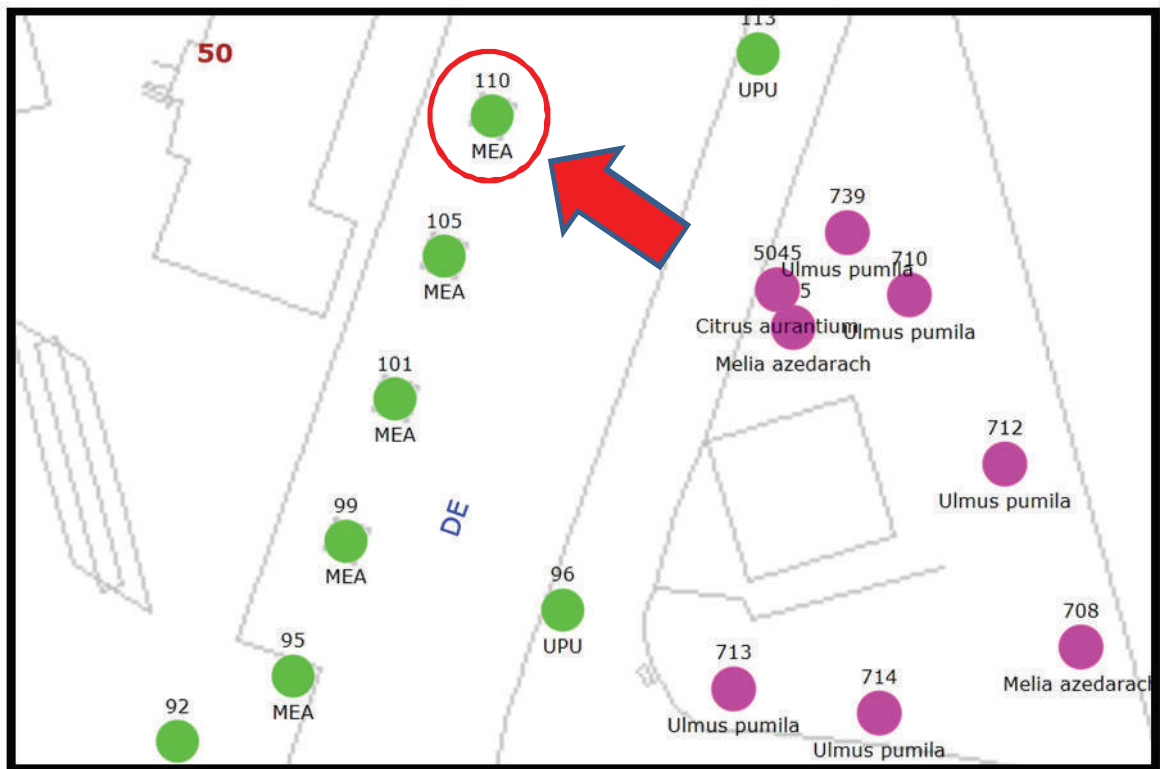 113
UPU
50
110
MEA
739
Ulmus pumila
105
MEA
5045
710
Ulmus pumila
5
Citrus aurantium
Melia azedarach
101
MEA
712
Ulmus pumila
99
MEA
DE
96
UPU
95
MEA
713
Ulmus pumila
714
Ulmus pumila
708
Melia azedarach
92